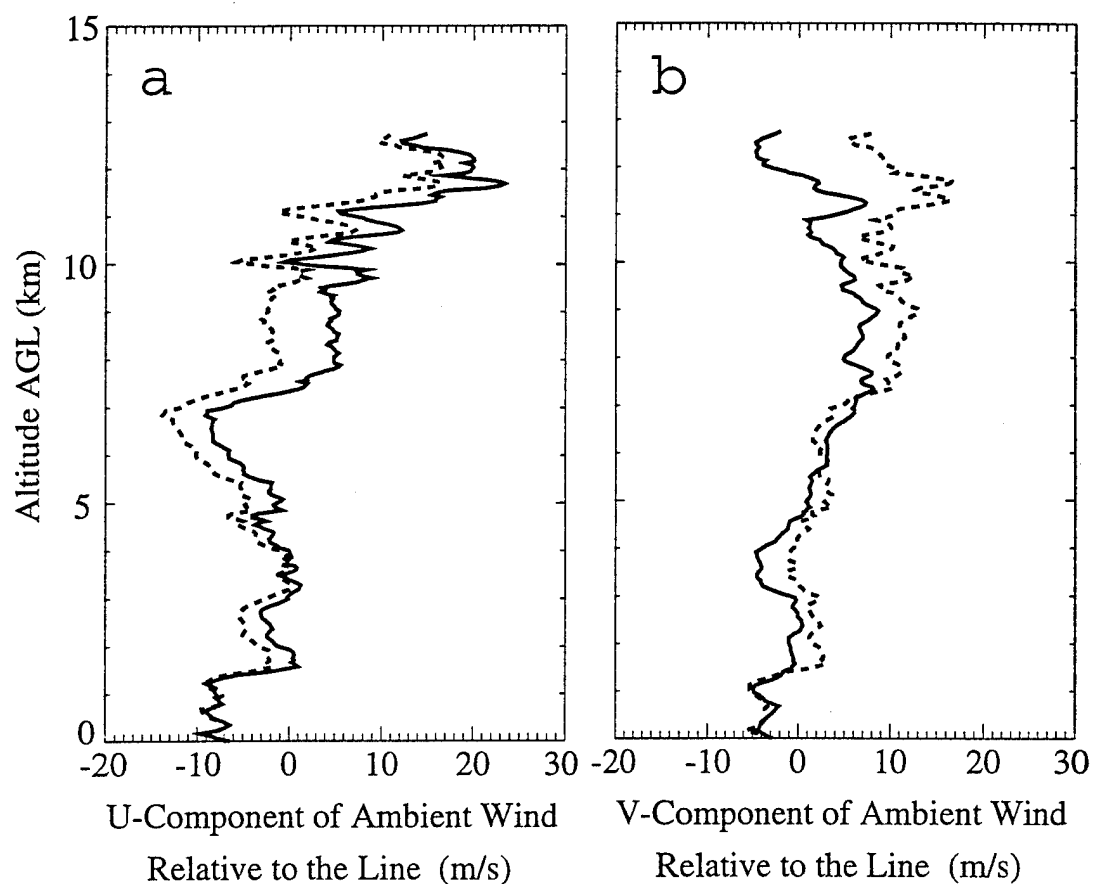 a
b
15
10
5
0
Altitude AGL (km)
-20 -10 0 10 20 30
-20 -10 0 10 20 30
U-Component of Ambient Wind
Relative to the Line (m/s)
V-Component of Ambient Wind
Relative to the Line (m/s)